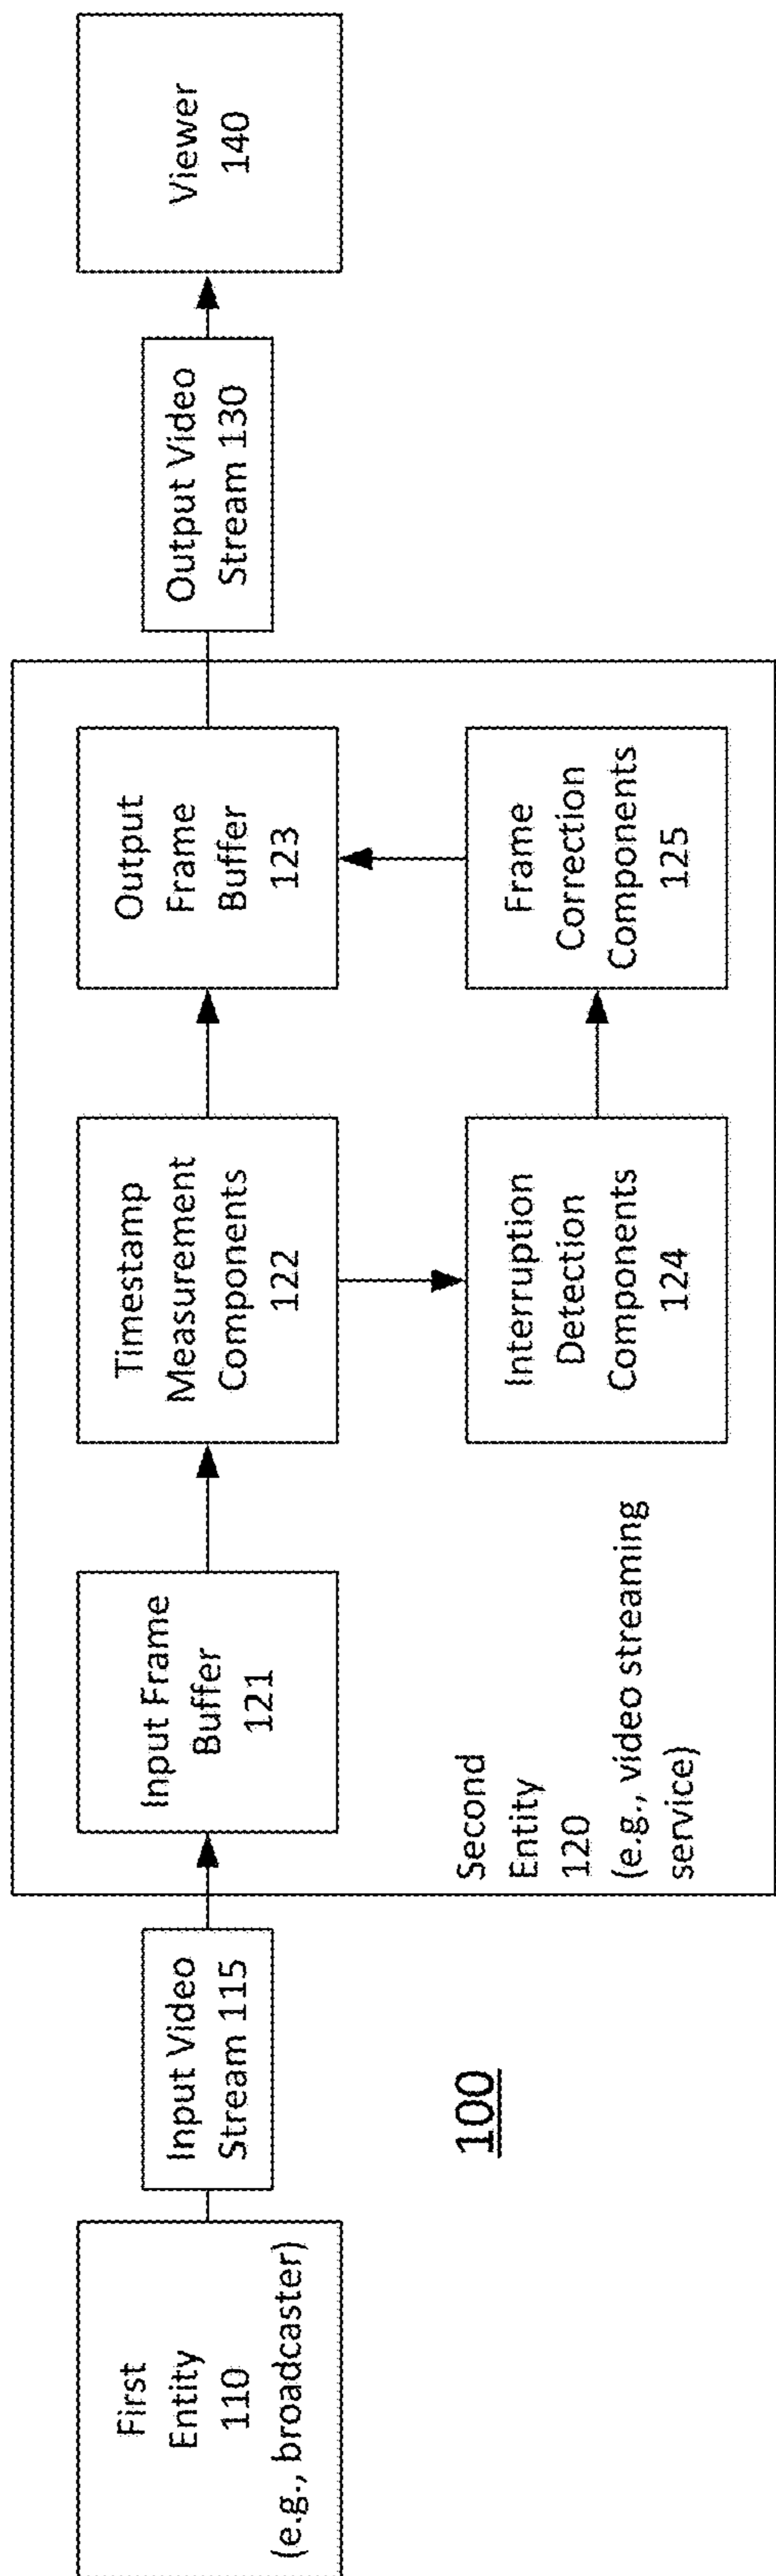 First
Entity
110
(e.g., broadcaster)
Input Video
Stream 115
Input Frame
Buffer
121
Timestamp
Measurement
Components
122
Output
Frame
Buffer
123
Interruption
Detection
Components
124
Frame
Correction
Components
125
Second
Entity
120
(e.g., video streaming
service)
Output Video
Stream 130
Viewer
140
100